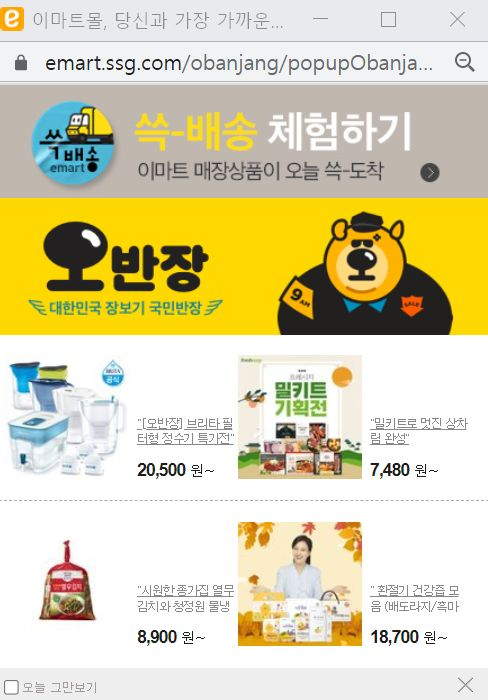 이마트몰, 당신과 가장 가까운...
emart.ssg.com/obanjang/popupObanja...
쓱배송
emart
쓱-배송 체험하기
이마트 매장상품이 오늘 쓱-도착
오반장
대한민국 장보기 국민반장
9AM
SALE
BRITA
공식
"[오반장] 브리타 필
터형 정수기 특가전"
20,500 원~
fresheasy
프레시지
밀키트
기획전
"밀키트로 멋진 상차
림 완성"
7,480 원~
"시원한 종가집 열무
김치와 청정원 물냉
8,900 원~
" 환절기 건강즙 모
음 (배도라지/흑마
18,700 원~
오늘 그만보기